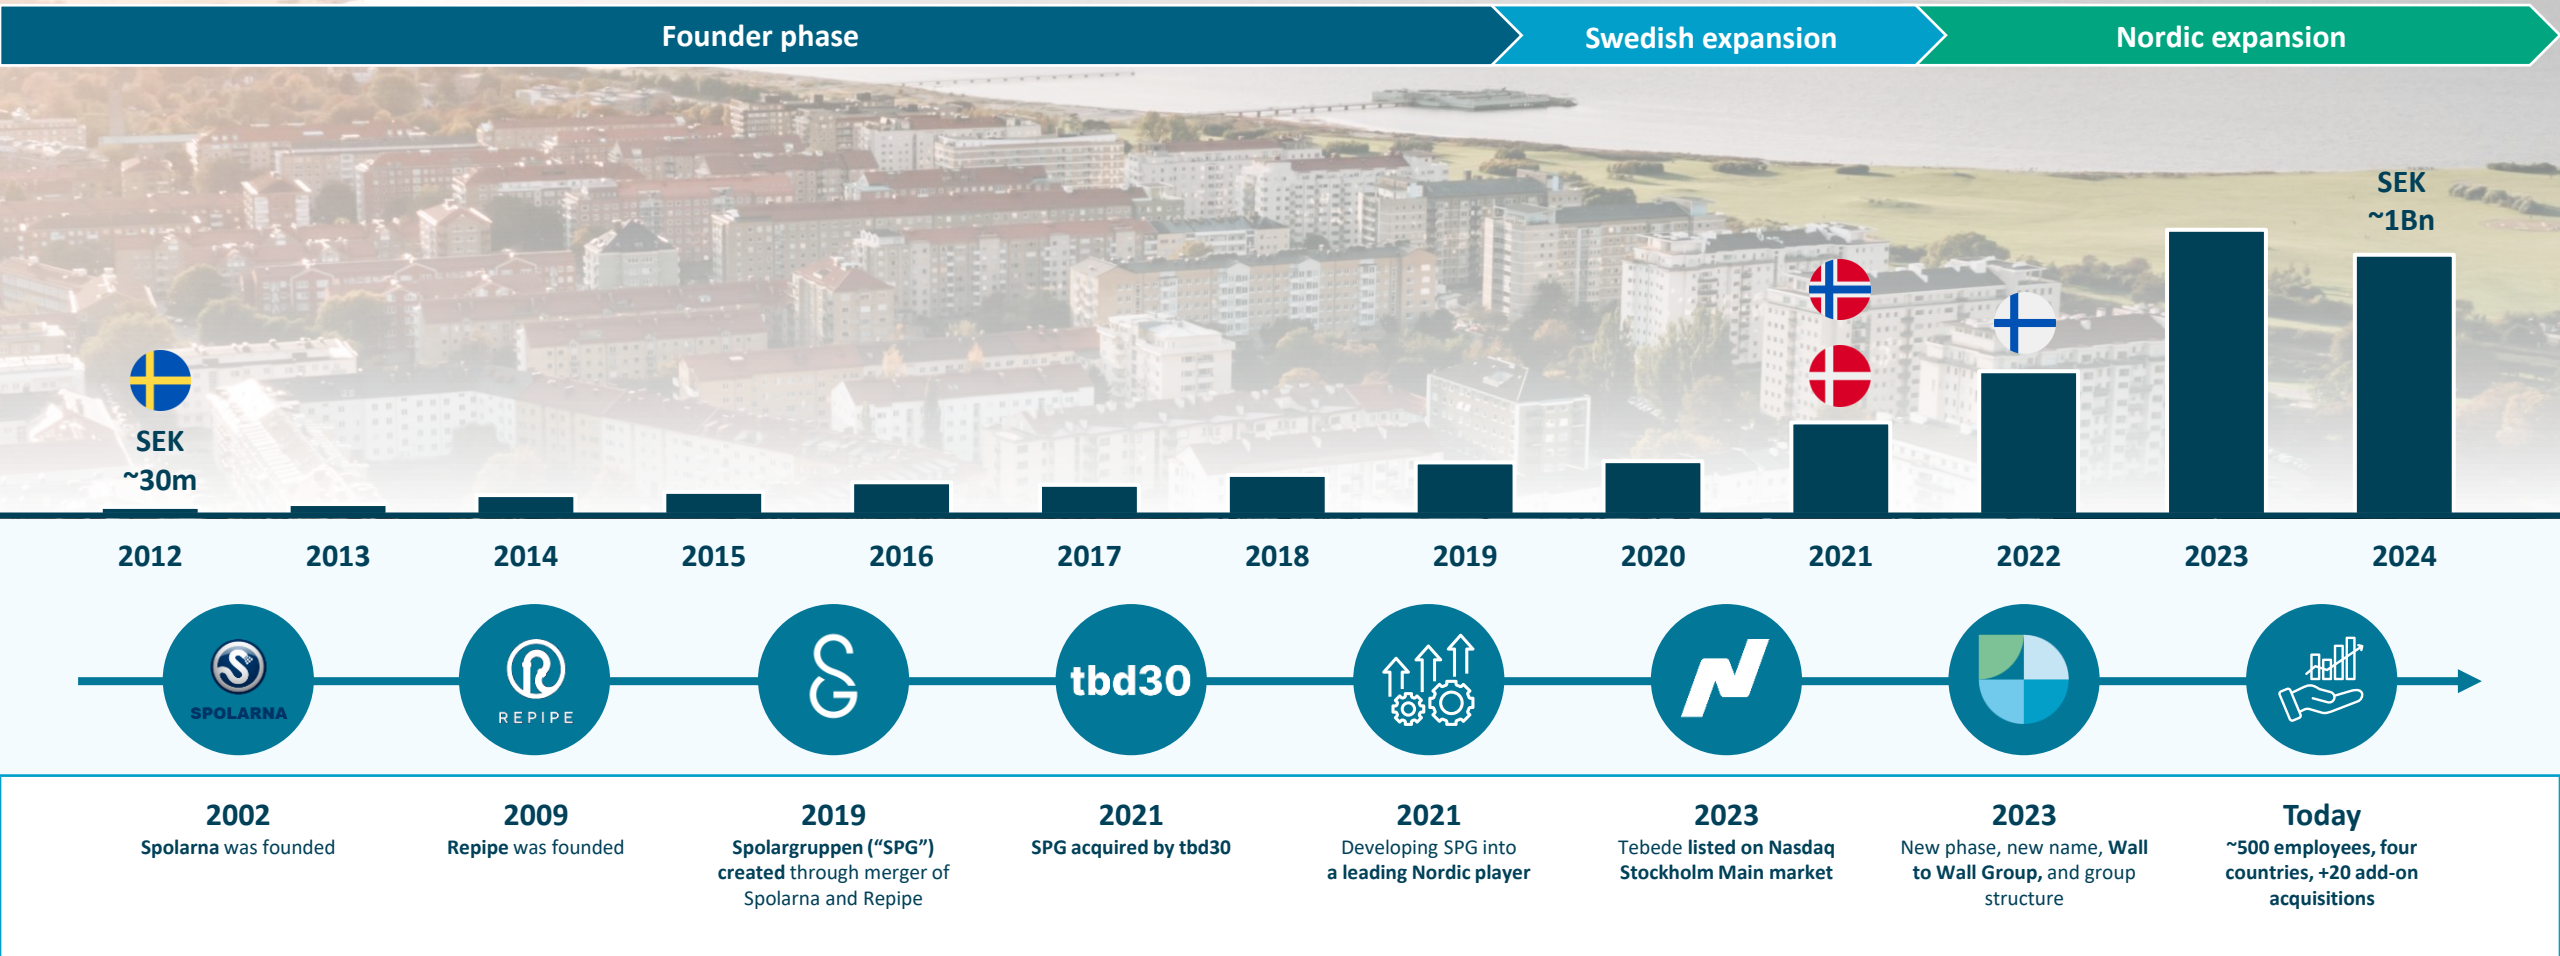 Founder phase
Swedish expansion
Nordic expansion
SEK
~30m
SEK
~1Bn
2012
2013
2014
2015
2016
2017
2018
2019
2020
2021
2022
2023
2024
S
SPOLARNA
R
REPIPE
SG
tbd30
N
2002
Spolarna was founded
2009
Repipe was founded
2019
Spolargruppen (“SPG”)
created through merger of
Spolarna and Repipe
2021
SPG acquired by tbd30
2021
Developing SPG into
a leading Nordic player
2023
Tebede listed on Nasdaq
Stockholm Main market
2023
New phase, new name, Wall
to Wall Group, and group
structure
Today
~500 employees, four
countries, +20 add-on
acquisitions